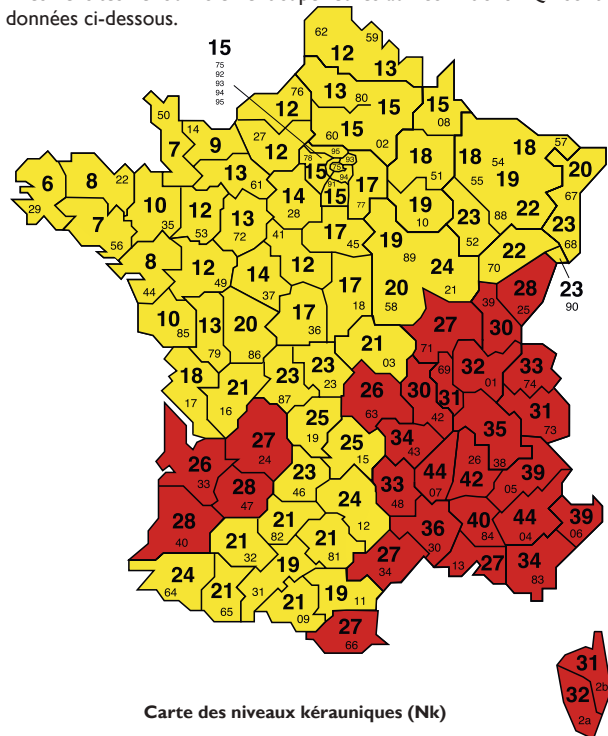 données ci-dessous.
62 59
12
15
13
75
92
93
94
95
76 13 80
12 15 15
50 08
14 60 02 57
9 27 95 18 18 54 18
7 12 78 15 75 93 20
13 94 17 51 55 19
6 8 22 61 91 67
10 12 13 14 15 77 19 88 22 23
29 35 28 10 23
7 53 72 41 17 52 68
56 45 19 22
8 12 14 12 89 24 70
49 17 20 21 28 23
44 37 39 25 90
10 17 18 58
85 13 20 36 27 30
79 21
86 03 71
18 23 23 69 32 33
21 23 26 30 01 74
17 87 31
16 25 63 42 31
27 19 34 35 73
24 25 43
26 23 15 26 38
33 46 33 44 42 39
28 48 07 05
47 24
28 21 12 36 40 44 39
40 82 30 84 04 06
21 21 27
32 81 34 13 27 34
24 19 83
64 21 31 19
65 21 11
09
27
66
31
32 2b
2a
Carte des niveaux kérauniques (Nk)